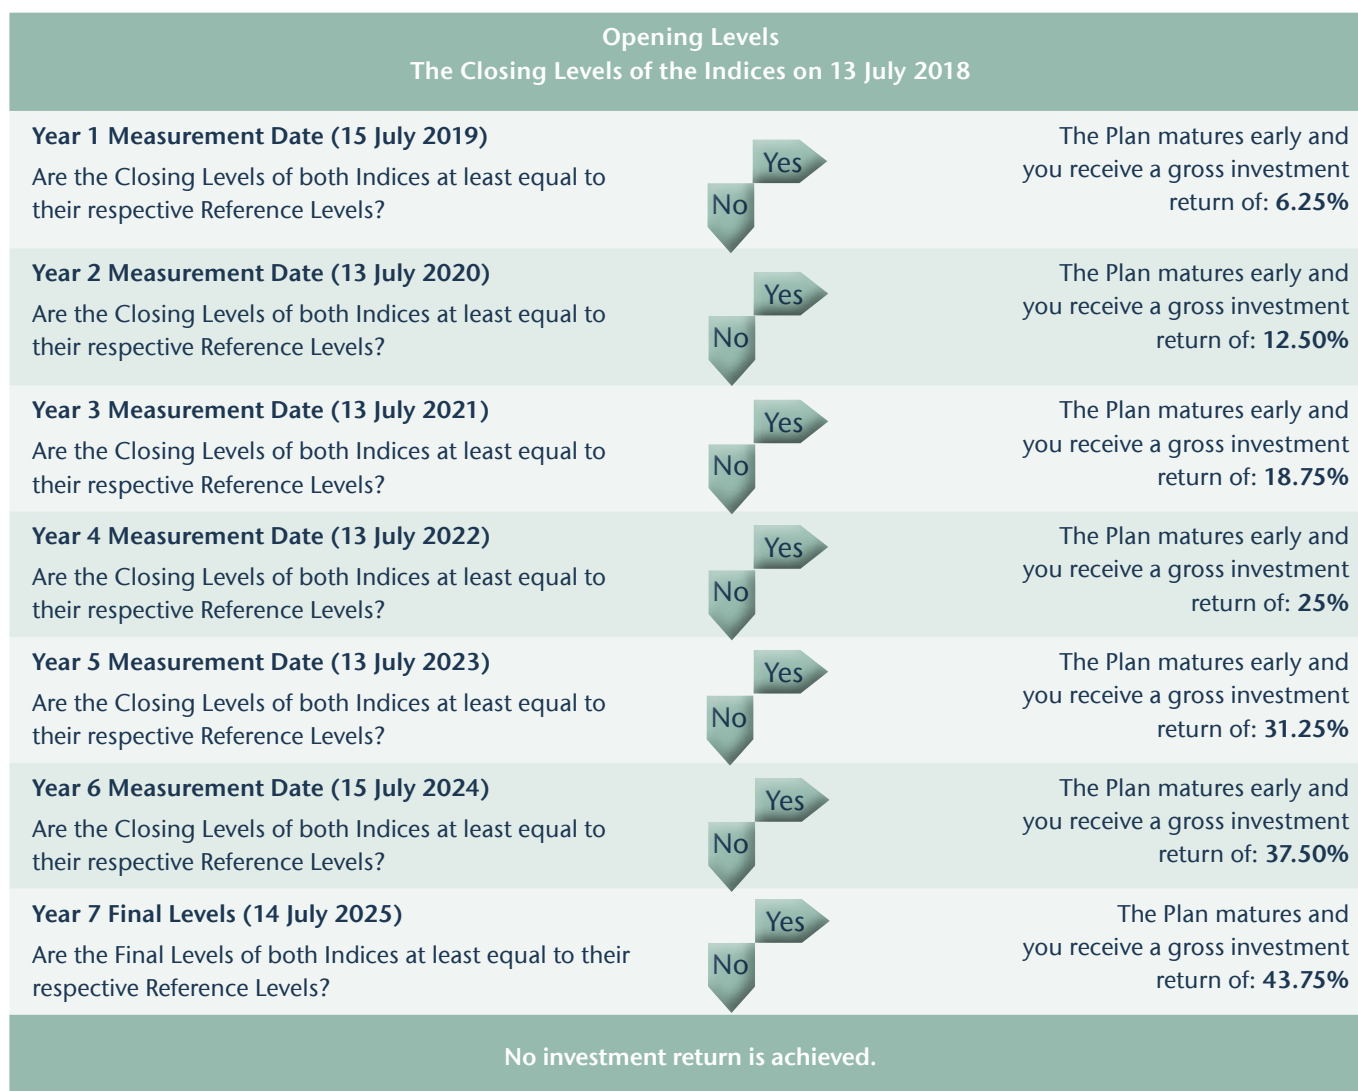 Opening Levels
The Closing Levels of the Indices on 13 July 2018
Year 1 Measurement Date (15 July 2019)
Are the Closing Levels of both Indices at least equal to
their respective Reference Levels?
Yes
No
The Plan matures early and
you receive a gross investment
return of: 6.25%
Year 2 Measurement Date (13 July 2020)
Are the Closing Levels of both Indices at least equal to
their respective Reference Levels?
Yes
No
The Plan matures early and
you receive a gross investment
return of: 12.50%
Year 3 Measurement Date (13 July 2021)
Are the Closing Levels of both Indices at least equal to
their respective Reference Levels?
Yes
No
The Plan matures early and
you receive a gross investment
return of: 18.75%
Year 4 Measurement Date (13 July 2022)
Are the Closing Levels of both Indices at least equal to
their respective Reference Levels?
Yes
No
The Plan matures early and
you receive a gross investment
return of: 25%
Year 5 Measurement Date (13 July 2023)
Are the Closing Levels of both Indices at least equal to
their respective Reference Levels?
Yes
No
The Plan matures early and
you receive a gross investment
return of: 31.25%
Year 6 Measurement Date (15 July 2024)
Are the Closing Levels of both Indices at least equal to
their respective Reference Levels?
Yes
No
The Plan matures early and
you receive a gross investment
return of: 37.50%
Year 7 Final Levels (14 July 2025)
Are the Final Levels of both Indices at least equal to their
respective Reference Levels?
Yes
No
The Plan matures and
you receive a gross investment
return of: 43.75%
No investment return is achieved.